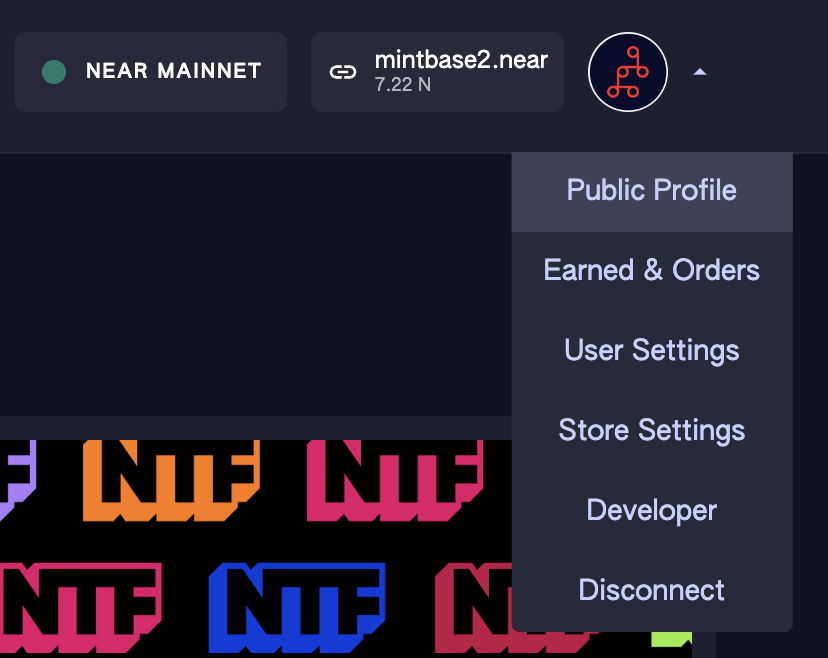 NEAR MAINNET
mintbase2.near
7.22 N
Public Profile
Earned & Orders
User Settings
Store Settings
Developer
Disconnect
NTF
NTF
NTF
NTF
NTF